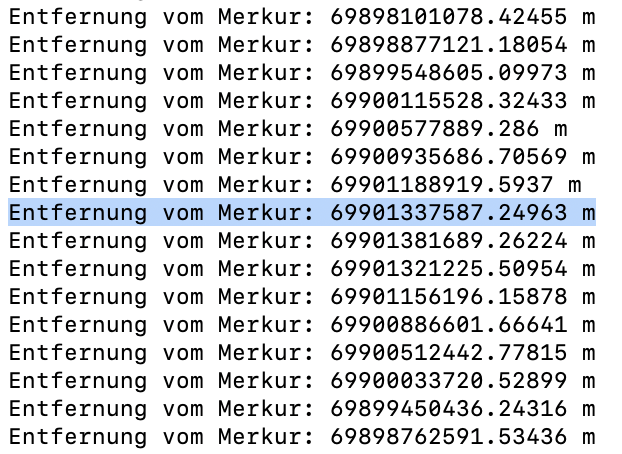 Entfernung vom Merkur: 69898101078.42455 m
Entfernung vom Merkur: 69898877121.18054 m
Entfernung vom Merkur: 69899548605.09973 m
Entfernung vom Merkur: 69900115528.32433 m
Entfernung vom Merkur: 69900577889.286 m
Entfernung vom Merkur: 69900935686.70569 m
Entfernung vom Merkur: 69901188919.5937 m
Entfernung vom Merkur: 69901337587.24963 m
Entfernung vom Merkur: 69901381689.26224 m
Entfernung vom Merkur: 69901321225.50954 m
Entfernung vom Merkur: 69901156196.15878 m
Entfernung vom Merkur: 69900886601.66641 m
Entfernung vom Merkur: 69900512442.77815 m
Entfernung vom Merkur: 69900033720.52899 m
Entfernung vom Merkur: 69899450436.24316 m
Entfernung vom Merkur: 69898762591.53436 m